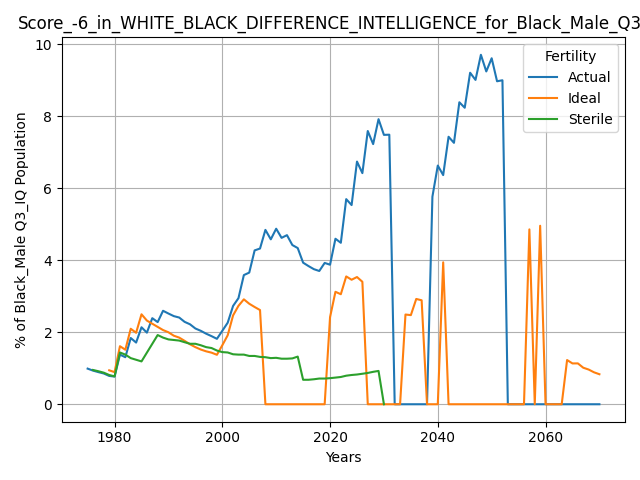 Score_-6_in_WHITE_BLACK_DIFFERENCE_INTELLIGENCE_for_Black_Male_Q3
10
8
6
4
2
0
% of Black_Male Q3_IQ Population
Fertility
Actual
Ideal
Sterile
1980 2000 2020 2040 2060
Years